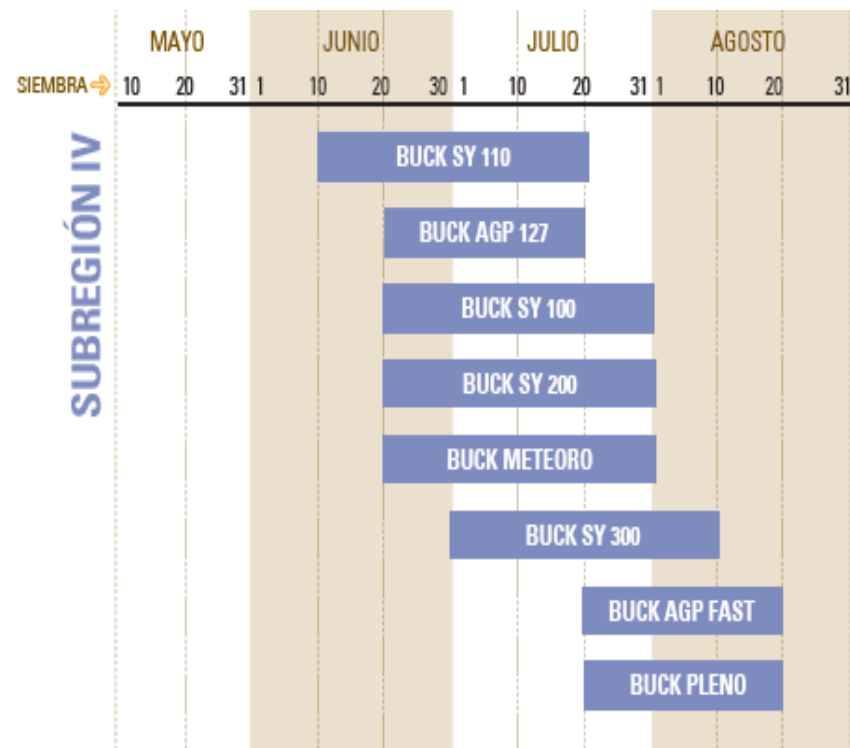 MAYO JUNIO JULIO AGOSTO
SIEMBRA 10 20 31 1 10 20 30 1 10 20 31 1 10 20 31
SUBREGIÓN IV
BUCK SY 110
BUCK AGP 127
BUCK SY 100
BUCK SY 200
BUCK METEORO
BUCK SY 300
BUCK AGP FAST
BUCK PLENO